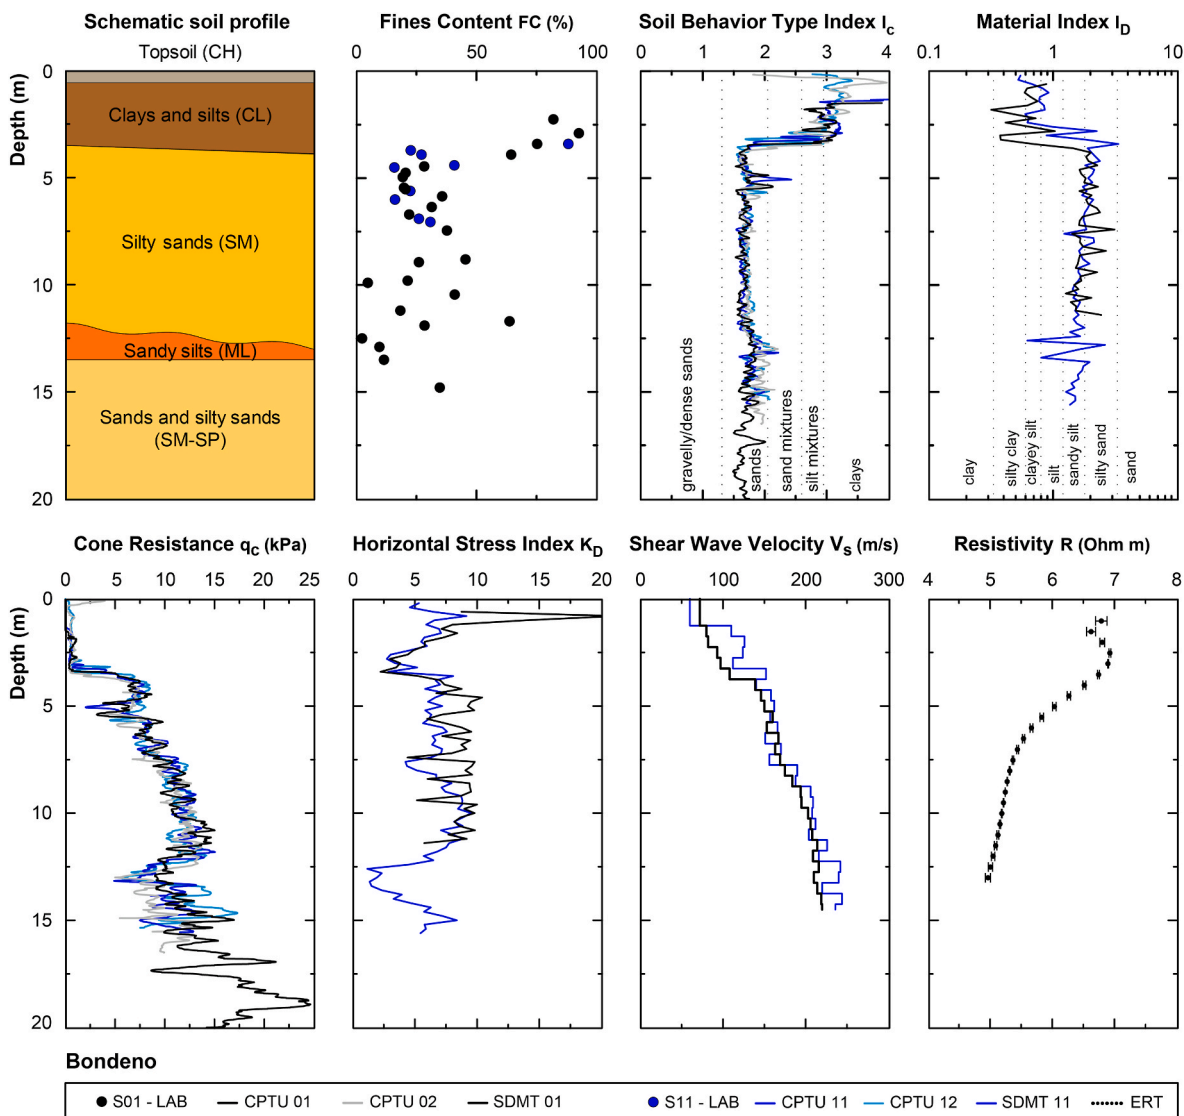 Schematic soil profile
Topsoil (CH)
Depth (m)
0
5
10
15
20
Clays and silts (CL)
Silty sands (SM)
Sandy silts (ML)
Sands and silty sands
(SM-SP)
Fines Content FC (%)
0 50 100
Soil Behavior Type Index Ic
0 1 2 3 4
gravelly/dense sands
sands
sand mixtures
silt mixtures
clays
Material Index ID
0.1 1 10
clay
silty clay
clayey silt
silt
sandy silt
silty sand
sand
Cone Resistance qc (kPa)
0 5 10 15 20 25
Depth (m)
0
5
10
15
20
Horizontal Stress Index KD
0 5 10 15 20
Shear Wave Velocity Vs (m/s)
0 100 200 300
Resistivity R (Ohm m)
4 5 6 7 8
Bondeno
S01 - LAB CPTU 01 CPTU 02 SDMT 01 S11 - LAB CPTU 11 CPTU 12 SDMT 11 ERT